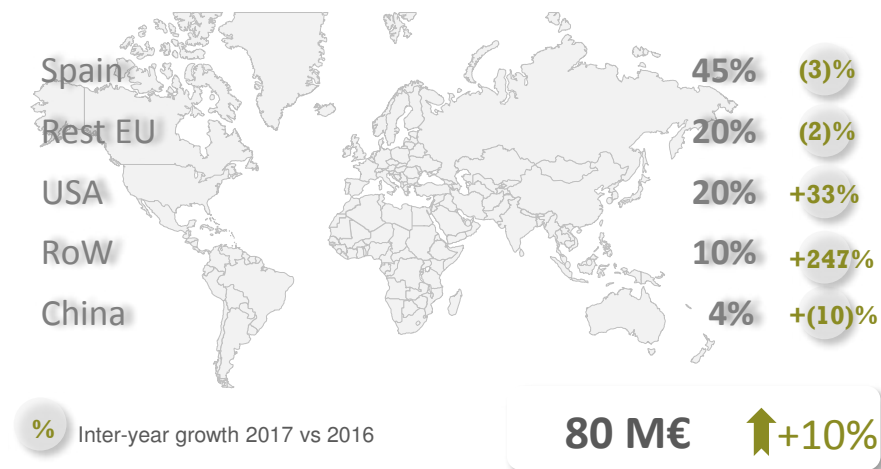 Spain 45% (3)%
Rest EU 20% (2)%
USA 20% +33%
RoW 10% +247%
China 4% +(10)%
% Inter-year growth 2017 vs 2016 80 M€ +10%